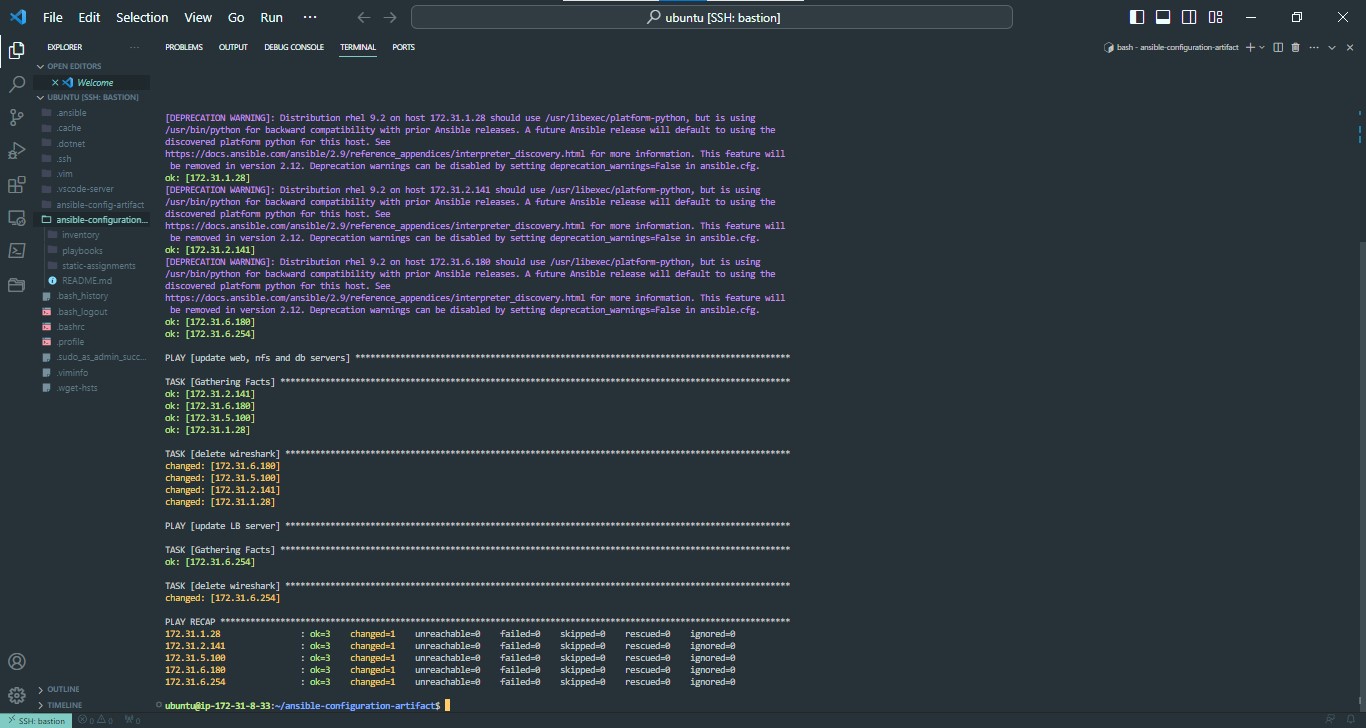 File Edit Selection View Go Run ··· ubuntu [SSH: bastion]
EXPLORER ···
PROBLEMS OUTPUT DEBUG CONSOLE TERMINAL PORTS
bash - ansible-configuration-artifact
OPEN EDITORS
Welcome
UBUNTU [SSH: BASTION]
.ansible
.cache
.dotnet
.ssh
.vim
.vscode-server
ansible-config-artifact
ansible-configuration...
inventory
playbooks
static-assignments
README.md
.bash_history
.bash_logout
.bashrc
.profile
.sudo_as_admin_succ...
.viminfo
.wget-hsts
OUTLINE
TIMELINE
[DEPRECATION WARNING]: Distribution rhel 9.2 on host 172.31.1.28 should use /usr/libexec/platform-python, but is using
/usr/bin/python for backward compatibility with prior Ansible releases. A future Ansible release will default to using the
discovered platform python for this host. See
https://docs.ansible.com/ansible/2.9/reference_appendices/interpreter_discovery.html for more information. This feature will
be removed in version 2.12. Deprecation warnings can be disabled by setting deprecation_warnings=False in ansible.cfg.
ok: [172.31.1.28]
[DEPRECATION WARNING]: Distribution rhel 9.2 on host 172.31.2.141 should use /usr/libexec/platform-python, but is using
/usr/bin/python for backward compatibility with prior Ansible releases. A future Ansible release will default to using the
discovered platform python for this host. See
https://docs.ansible.com/ansible/2.9/reference_appendices/interpreter_discovery.html for more information. This feature will
be removed in version 2.12. Deprecation warnings can be disabled by setting deprecation_warnings=False in ansible.cfg.
ok: [172.31.2.141]
[DEPRECATION WARNING]: Distribution rhel 9.2 on host 172.31.6.180 should use /usr/libexec/platform-python, but is using
/usr/bin/python for backward compatibility with prior Ansible releases. A future Ansible release will default to using the
discovered platform python for this host. See
https://docs.ansible.com/ansible/2.9/reference_appendices/interpreter_discovery.html for more information. This feature will
be removed in version 2.12. Deprecation warnings can be disabled by setting deprecation_warnings=False in ansible.cfg.
ok: [172.31.6.180]
ok: [172.31.6.254]
PLAY [update web, nfs and db servers] ***************************************************************************************
TASK [Gathering Facts] ******************************************************************************************************
ok: [172.31.2.141]
ok: [172.31.6.180]
ok: [172.31.5.100]
ok: [172.31.1.28]
TASK [delete wireshark] *****************************************************************************************************
changed: [172.31.6.180]
changed: [172.31.5.100]
changed: [172.31.2.141]
changed: [172.31.1.28]
PLAY [update LB server] *****************************************************************************************************
TASK [Gathering Facts] ******************************************************************************************************
ok: [172.31.6.254]
TASK [delete wireshark] *****************************************************************************************************
changed: [172.31.6.254]
PLAY RECAP ******************************************************************************************************************
172.31.1.28 : ok=3 changed=1 unreachable=0 failed=0 skipped=0 rescued=0 ignored=0
172.31.2.141 : ok=3 changed=1 unreachable=0 failed=0 skipped=0 rescued=0 ignored=0
172.31.5.100 : ok=3 changed=1 unreachable=0 failed=0 skipped=0 rescued=0 ignored=0
172.31.6.180 : ok=3 changed=1 unreachable=0 failed=0 skipped=0 rescued=0 ignored=0
172.31.6.254 : ok=3 changed=1 unreachable=0 failed=0 skipped=0 rescued=0 ignored=0
ubuntu@ip-172-31-8-33:~/ansible-configuration-artifact$
SSH: bastion 0 0 0